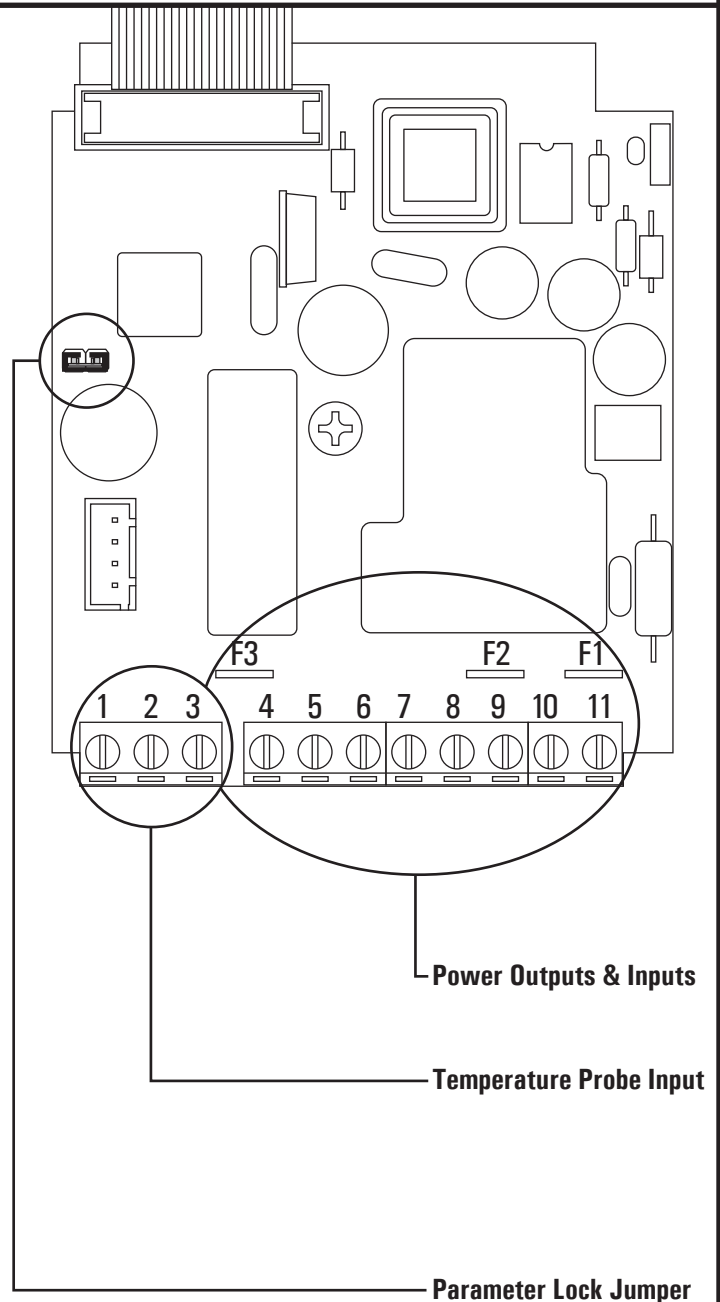 F3 F2 F1
1 2 3 4 5 6 7 8 9 10 11
Power Outputs & Inputs
Temperature Probe Input
Parameter Lock Jumper